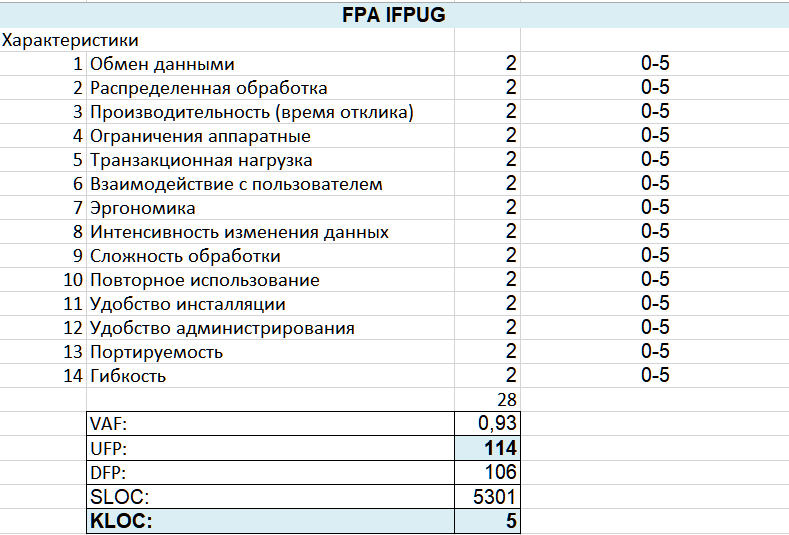 FPA IFPUG
Характеристики
1 Обмен данными 2 0-5
2 Распределенная обработка 2 0-5
3 Производительность (время отклика) 2 0-5
4 Ограничения аппаратные 2 0-5
5 Транзакционная нагрузка 2 0-5
6 Взаимодействие с пользователем 2 0-5
7 Эргономика 2 0-5
8 Интенсивность изменения данных 2 0-5
9 Сложность обработки 2 0-5
10 Повторное использование 2 0-5
11 Удобство инсталляции 2 0-5
12 Удобство администрирования 2 0-5
13 Портируемость 2 0-5
14 Гибкость 2 0-5
28
VAF: 0,93
UFP: 114
DFP: 106
SLOC: 5301
KLOC: 5